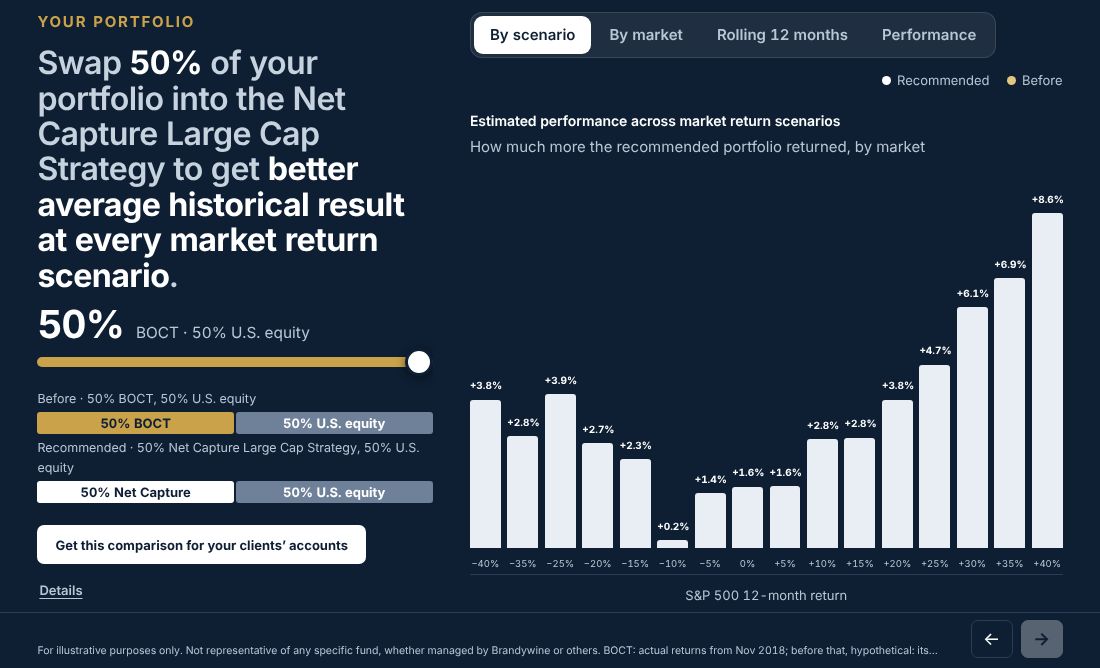 YOUR PORTFOLIO
Swap 50% of your
portfolio into the Net
Capture Large Cap
Strategy to get better
average historical result
at every market return
scenario.
50% BOCT · 50% U.S. equity
Before · 50% BOCT, 50% U.S. equity
50% BOCT 50% U.S. equity
Recommended · 50% Net Capture Large Cap Strategy, 50% U.S.
equity
50% Net Capture 50% U.S. equity
Get this comparison for your clients’ accounts
Details
By scenario By market Rolling 12 months Performance
Recommended Before
Estimated performance across market return scenarios
How much more the recommended portfolio returned, by market
+3.8% +2.8% +3.9% +2.7% +2.3% +0.2% +1.4% +1.6% +1.6% +2.8% +2.8% +3.8% +4.7% +6.1% +6.9% +8.6%
−40% −35% −25% −20% −15% −10% −5% 0% +5% +10% +15% +20% +25% +30% +35% +40%
S&P 500 12-month return
For illustrative purposes only. Not representative of any specific fund, whether managed by Brandywine or others. BOCT: actual returns from Nov 2018; before that, hypothetical: its…
← →